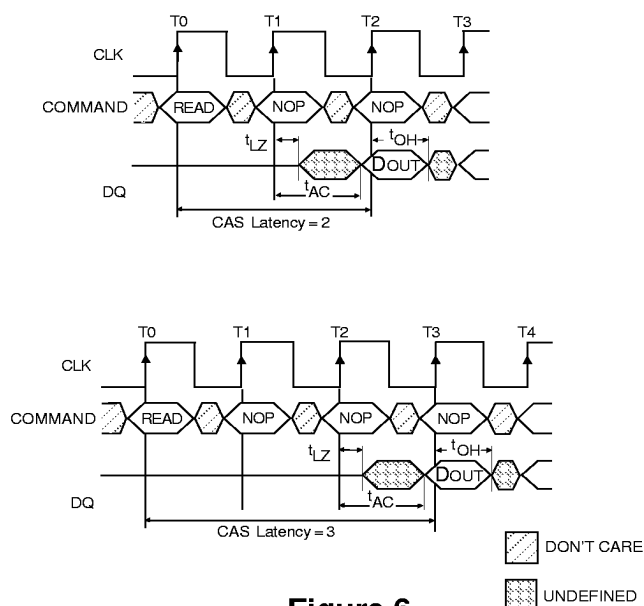 T0 T1 T2 T3
CLK
COMMAND READ NOP NOP
tLZ tOH
DOUT
tAC
DQ
CAS Latency = 2
T0 T1 T2 T3 T4
CLK
COMMAND READ NOP NOP NOP
tLZ tOH
DOUT
tAC
DQ
CAS Latency = 3
DON'T CARE
UNDEFINED
Figure 6